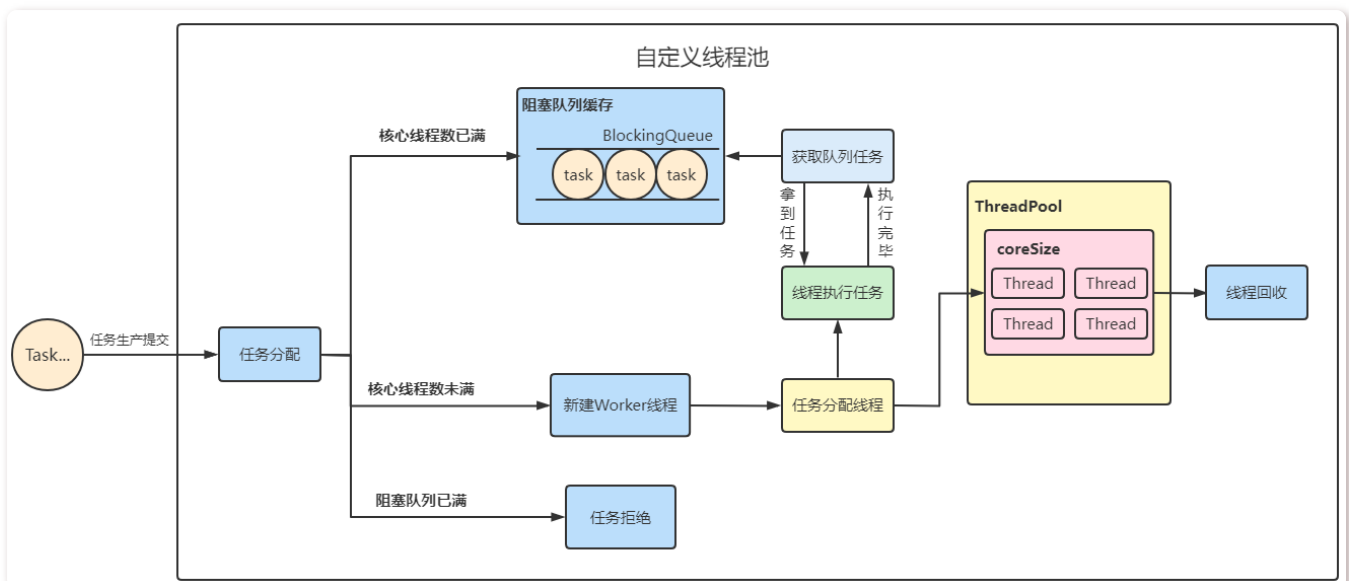 自定义线程池
阻塞队列缓存
BlockingQueue
task task task
核心线程数已满
获取队列任务
拿到任务
执行完毕
线程执行任务
ThreadPool
coreSize
Thread Thread
Thread Thread
线程回收
Task...
任务生产提交
任务分配
核心线程数未满
新建Worker线程
任务分配线程
阻塞队列已满
任务拒绝